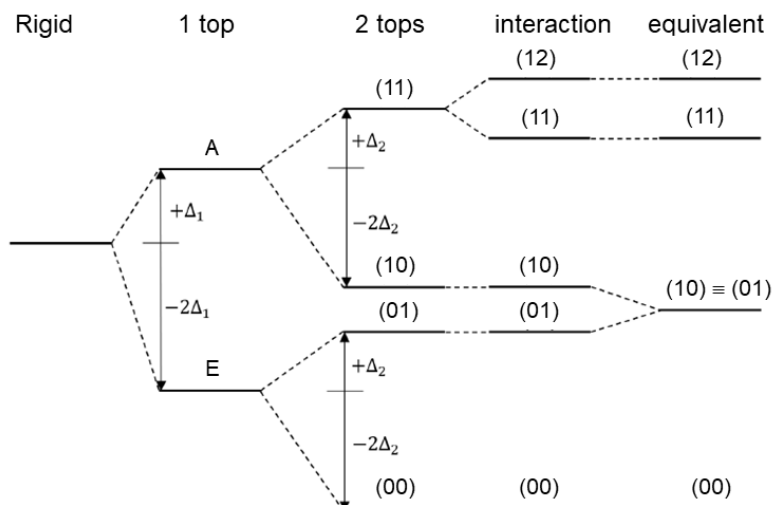 Rigid 1 top 2 tops interaction equivalent
(12) (12)
(11)
(11) (11)
+Δ₂
A
+Δ₁
−2Δ₂
(10) (10)
(10) ≡ (01)
−2Δ₁
(01) (01)
E
+Δ₂
−2Δ₂
(00) (00) (00)